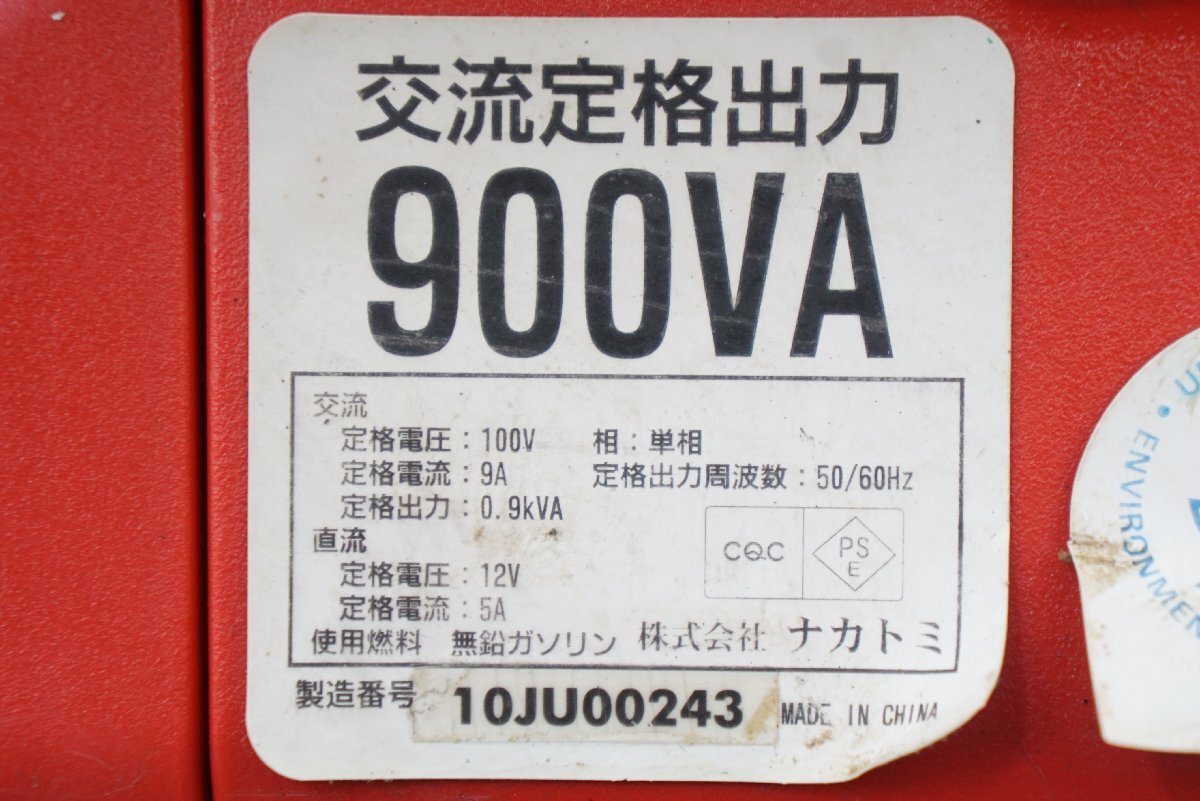 交流定格出力
900VA
交流
定格電圧：100V 相：単相
定格電流：9A 定格出力周波数：50/60Hz
定格出力：0.9kVA
直流
定格電圧：12V
定格電流：5A
CQC
PS
E
使用燃料 無鉛ガソリン 株式会社 ナカトミ
製造番号 10JU00243 MADE IN CHINA